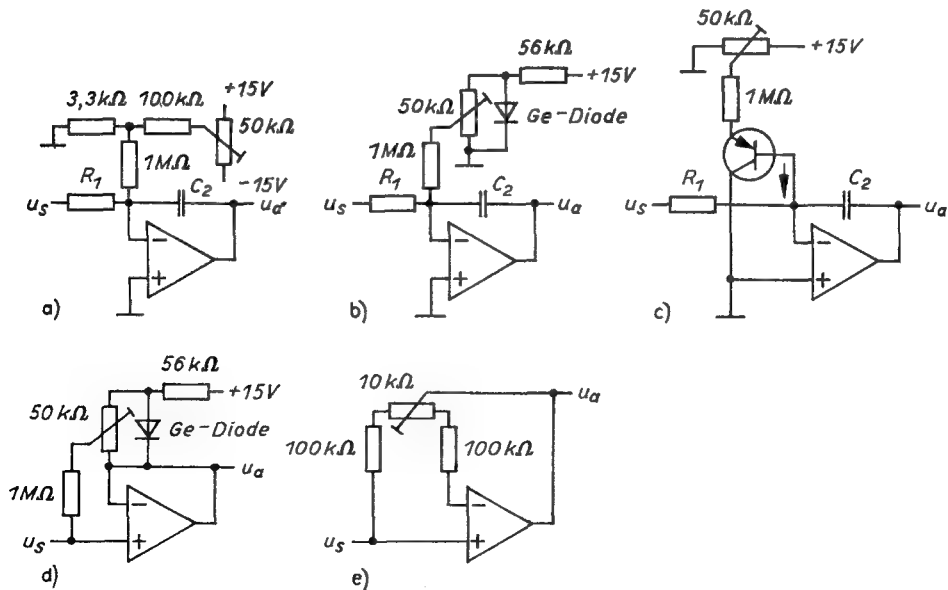 3,3kΩ 100kΩ
+15V
50kΩ
1MΩ
-15V
R1
C2
us
ua
−
+
a)
56kΩ
+15V
50kΩ
Ge-Diode
1MΩ
R1
C2
us
ua
−
+
b)
50kΩ
+15V
1MΩ
R1
C2
us
ua
−
+
c)
56kΩ
+15V
50kΩ
Ge-Diode
1MΩ
ua
−
us
+
d)
10kΩ
ua
100kΩ
100kΩ
−
us
+
e)